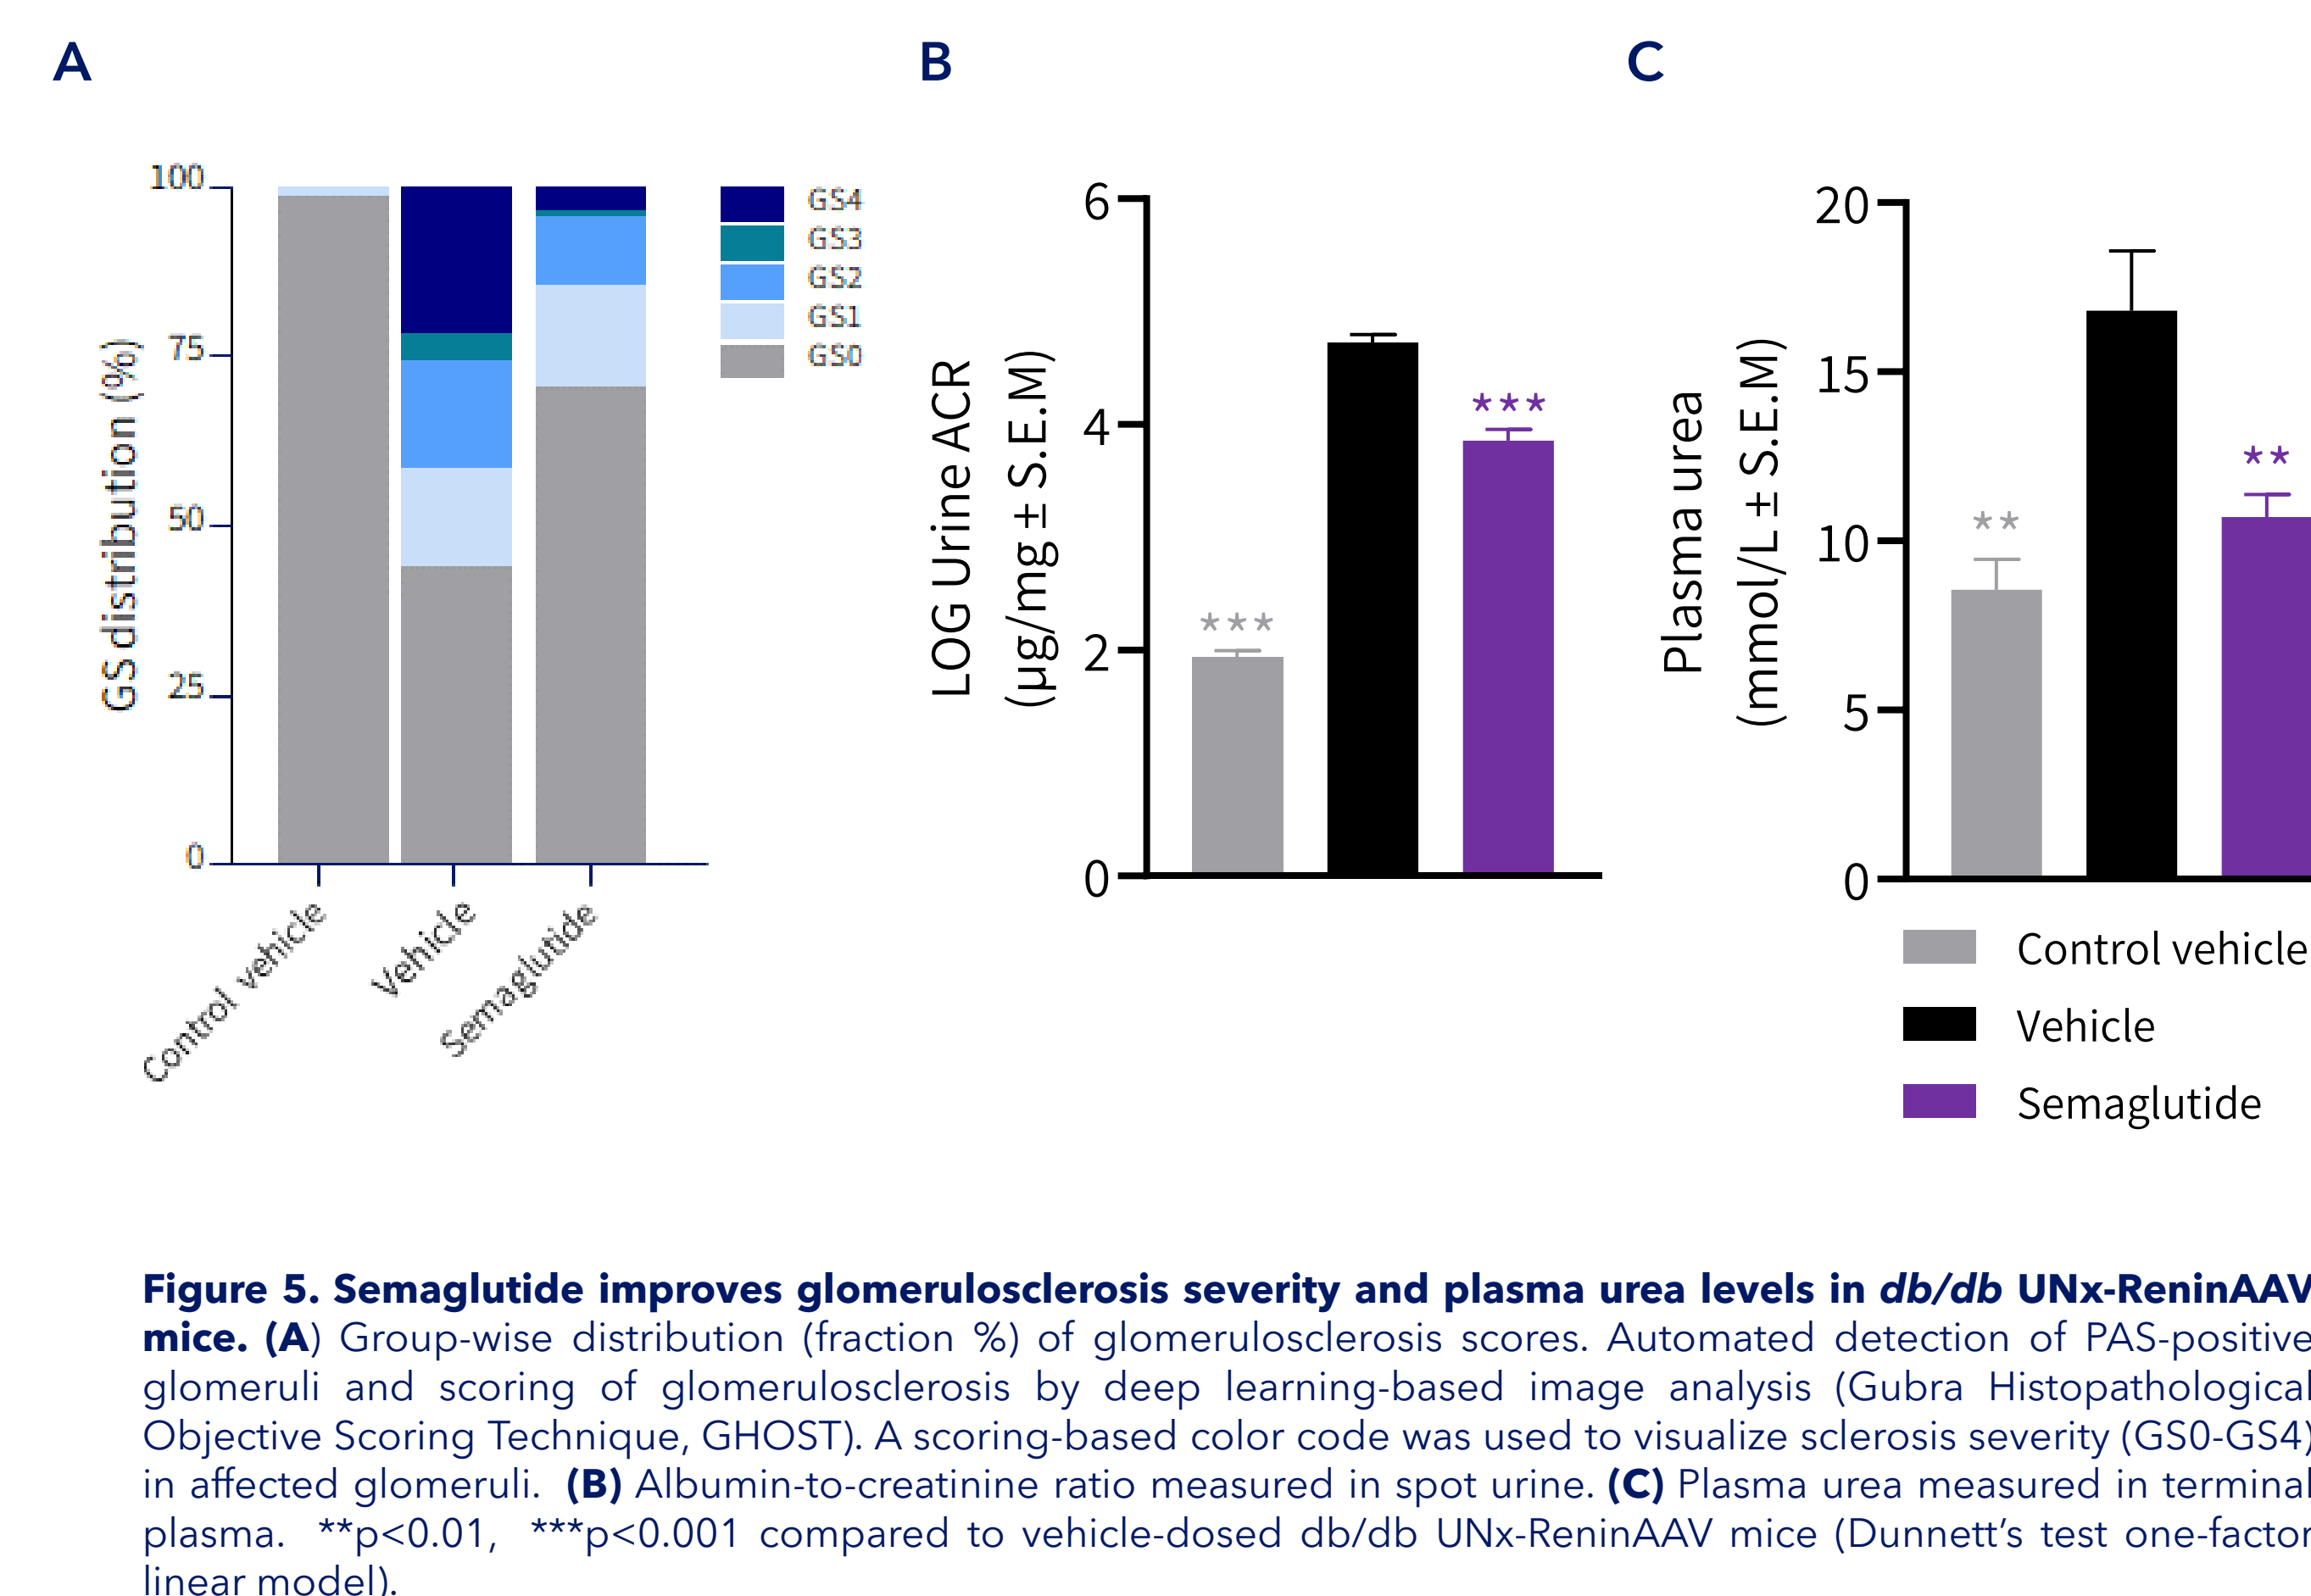 A
B
C
GS distribution (%)
100
75
50
25
0
Control vehicle
Vehicle
Semaglutide
GS4
GS3
GS2
GS1
GS0
LOG Urine ACR
(µg/mg ± S.E.M)
6
4
2
0
***
***
Plasma urea
(mmol/L ± S.E.M)
20
15
10
5
0
**
**
Control vehicle
Vehicle
Semaglutide
Figure 5. Semaglutide improves glomerulosclerosis severity and plasma urea levels in db/db UNx-ReninAAV
mice. (A) Group-wise distribution (fraction %) of glomerulosclerosis scores. Automated detection of PAS-positive
glomeruli and scoring of glomerulosclerosis by deep learning-based image analysis (Gubra Histopathological
Objective Scoring Technique, GHOST). A scoring-based color code was used to visualize sclerosis severity (GS0-GS4)
in affected glomeruli. (B) Albumin-to-creatinine ratio measured in spot urine. (C) Plasma urea measured in terminal
plasma. **p<0.01, ***p<0.001 compared to vehicle-dosed db/db UNx-ReninAAV mice (Dunnett’s test one-factor
linear model).